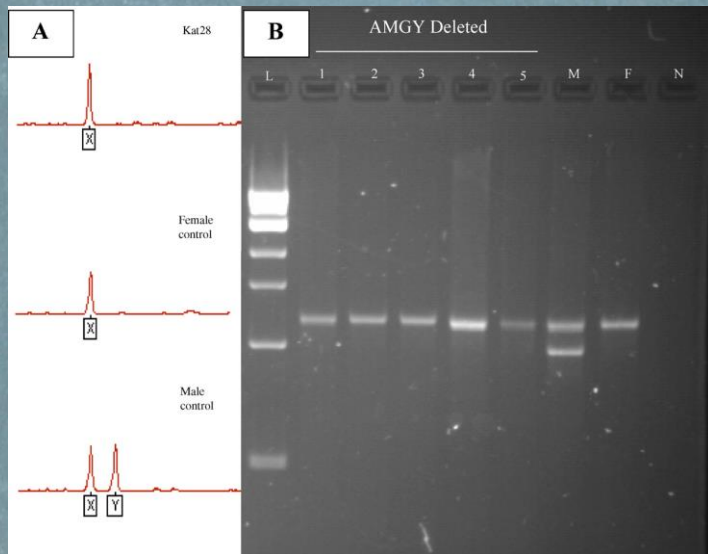 A
Kat28
X
Female
control
X
Male
control
X Y
B
AMGY Deleted
L 1 2 3 4 5 M F N